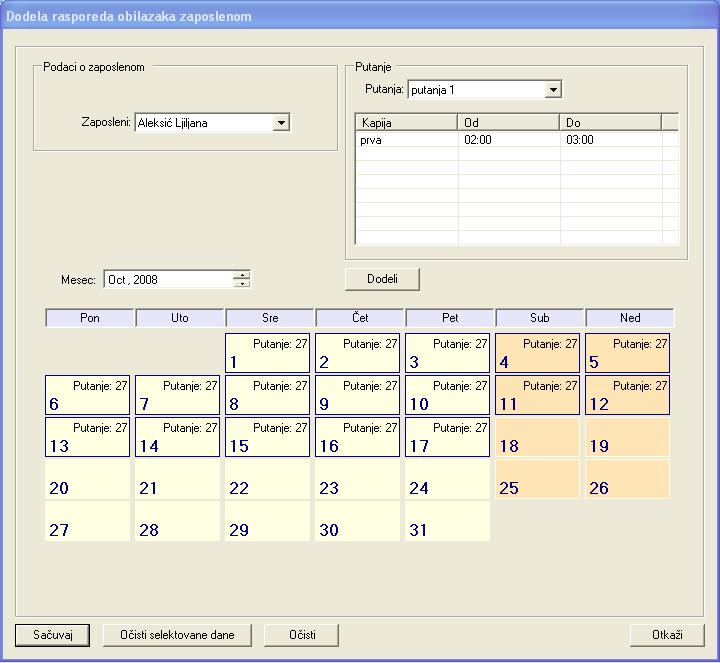 Dodela rasporeda obilazaka zaposlenom
Podaci o zaposlenom
Zaposleni: Aleksić Ljiljana
Putanje
Putanja: putanja 1
Kapija Od Do
prva 02:00 03:00
Mesec: Oct , 2008
Dodeli
Pon Uto Sre Čet Pet Sub Ned
Putanje: 27 Putanje: 27 Putanje: 27 Putanje: 27 Putanje: 27
1 2 3 4 5
Putanje: 27 Putanje: 27 Putanje: 27 Putanje: 27 Putanje: 27 Putanje: 27 Putanje: 27
6 7 8 9 10 11 12
Putanje: 27 Putanje: 27 Putanje: 27 Putanje: 27 Putanje: 27
13 14 15 16 17 18 19
20 21 22 23 24 25 26
27 28 29 30 31
Sačuvaj Očisti selektovane dane Očisti Otkaži